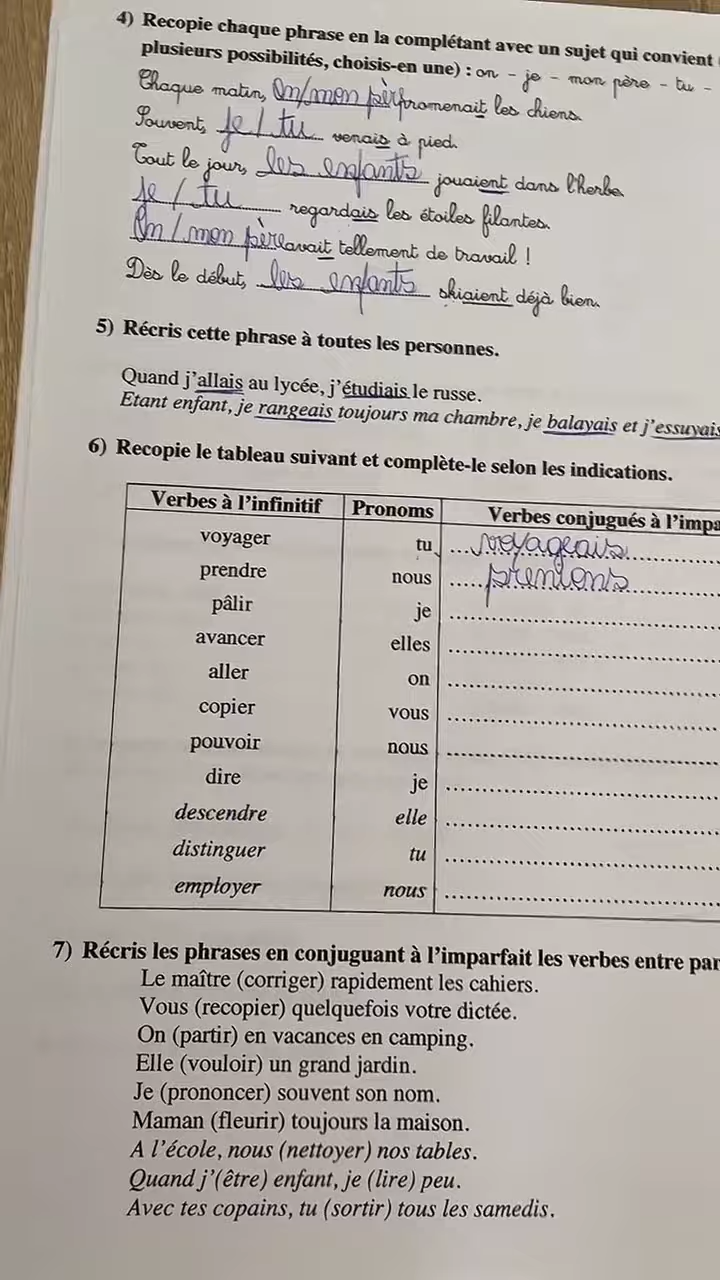 4) Recopie chaque phrase en la complétant avec un sujet qui convient
plusieurs possibilités, choisis-en une) : on - je - mon père - tu -
Chaque matin, On/mon père promenait les chiens.
Souvent, je / tu venais à pied.
Tout le jour, les enfants jouaient dans l'herbe.
Je / tu regardais les étoiles filantes.
On / mon père avait tellement de travail !
Dès le début, les enfants skiaient déjà bien.
5) Récris cette phrase à toutes les personnes.
Quand j'allais au lycée, j'étudiais le russe.
Etant enfant, je rangeais toujours ma chambre, je balayais et j'essuyais
6) Recopie le tableau suivant et complète-le selon les indications.
Verbes à l'infinitif Pronoms Verbes conjugués à l'impa
voyager tu voyageais
prendre nous prenions
pâlir je
avancer elles
aller on
copier vous
pouvoir nous
dire je
descendre elle
distinguer tu
employer nous
7) Récris les phrases en conjuguant à l'imparfait les verbes entre par
Le maître (corriger) rapidement les cahiers.
Vous (recopier) quelquefois votre dictée.
On (partir) en vacances en camping.
Elle (vouloir) un grand jardin.
Je (prononcer) souvent son nom.
Maman (fleurir) toujours la maison.
A l'école, nous (nettoyer) nos tables.
Quand j'(être) enfant, je (lire) peu.
Avec tes copains, tu (sortir) tous les samedis.